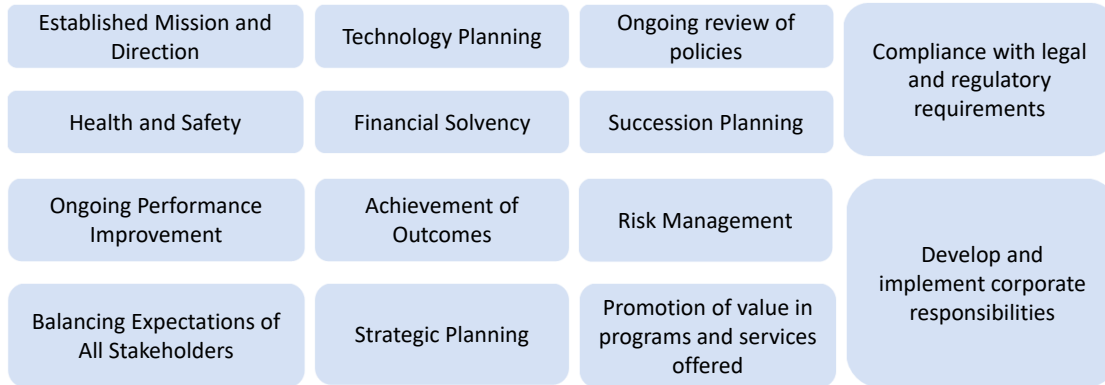 Established Mission and
Direction
Technology Planning
Ongoing review of
policies
Compliance with legal
and regulatory
requirements
Health and Safety
Financial Solvency
Succession Planning
Ongoing Performance
Improvement
Achievement of
Outcomes
Risk Management
Develop and
implement corporate
responsibilities
Balancing Expectations of
All Stakeholders
Strategic Planning
Promotion of value in
programs and services
offered